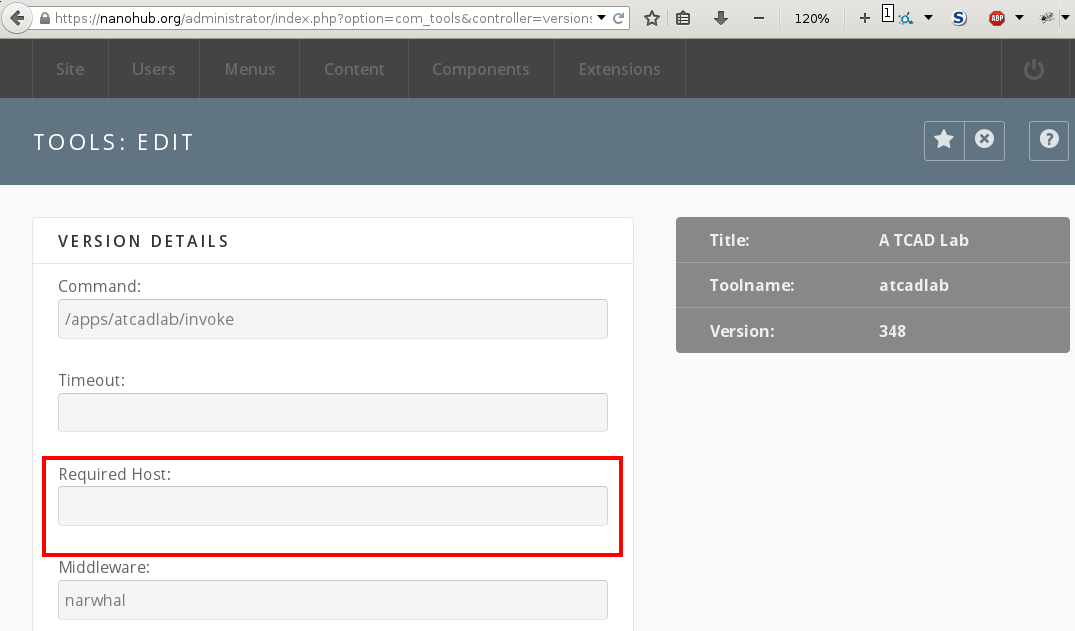 https://nanohub.org/administrator/index.php?option=com_tools&controller=versions
120%
1
S
ABP
Site Users Menus Content Components Extensions
TOOLS: EDIT
?
VERSION DETAILS
Command:
/apps/atcadlab/invoke
Timeout:
Required Host:
Middleware:
narwhal
Title: A TCAD Lab
Toolname: atcadlab
Version: 348